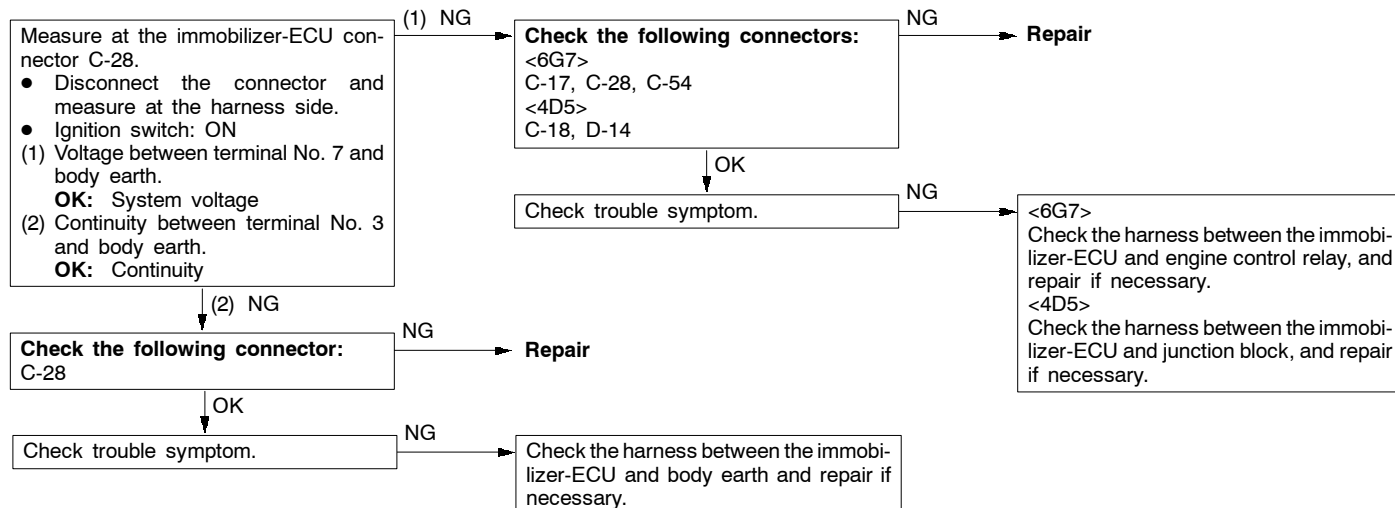 Measure at the immobilizer-ECU con-
nector C-28.
● Disconnect the connector and
measure at the harness side.
● Ignition switch: ON
(1) Voltage between terminal No. 7 and
body earth.
OK: System voltage
(2) Continuity between terminal No. 3
and body earth.
OK: Continuity
(1) NG
Check the following connectors:
<6G7>
C-17, C-28, C-54
<4D5>
C-18, D-14
NG
Repair
OK
Check trouble symptom.
NG
<6G7>
Check the harness between the immobi-
lizer-ECU and engine control relay, and
repair if necessary.
<4D5>
Check the harness between the immobi-
lizer-ECU and junction block, and repair
if necessary.
(2) NG
Check the following connector:
C-28
NG
Repair
OK
Check trouble symptom.
NG
Check the harness between the immobi-
lizer-ECU and body earth and repair if
necessary.